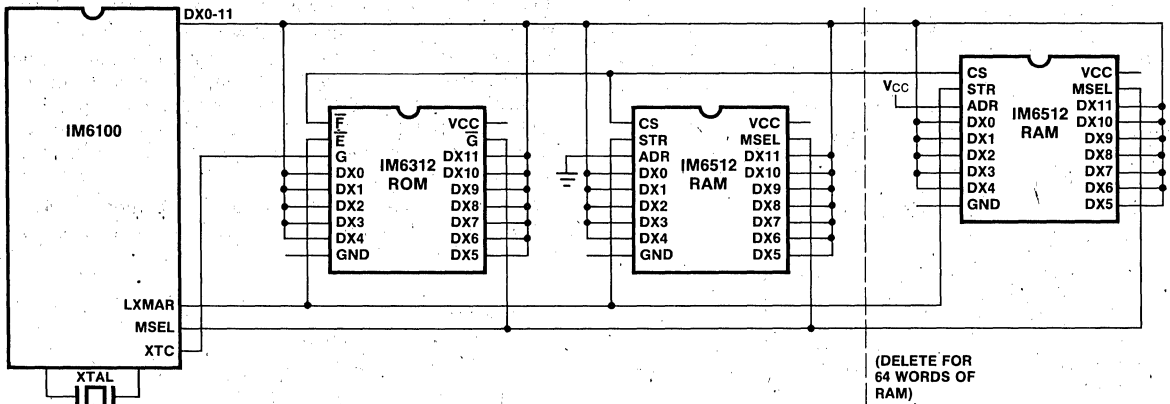 DX0-11
IM6100
LXMAR
MSEL
XTC
XTAL
F
E
G
DX0
DX1
DX2
DX3
DX4
GND
IM6312
ROM
VCC
G
DX11
DX10
DX9
DX8
DX7
DX6
DX5
CS
STR
ADR
DX0
DX1
DX2
DX3
DX4
GND
IM6512
RAM
VCC
MSEL
DX11
DX10
DX9
DX8
DX7
DX6
DX5
VCC
CS
STR
ADR
DX0
DX1
DX2
DX3
DX4
GND
IM6512
RAM
VCC
MSEL
DX11
DX10
DX9
DX8
DX7
DX6
DX5
(DELETE FOR
64 WORDS OF
RAM)